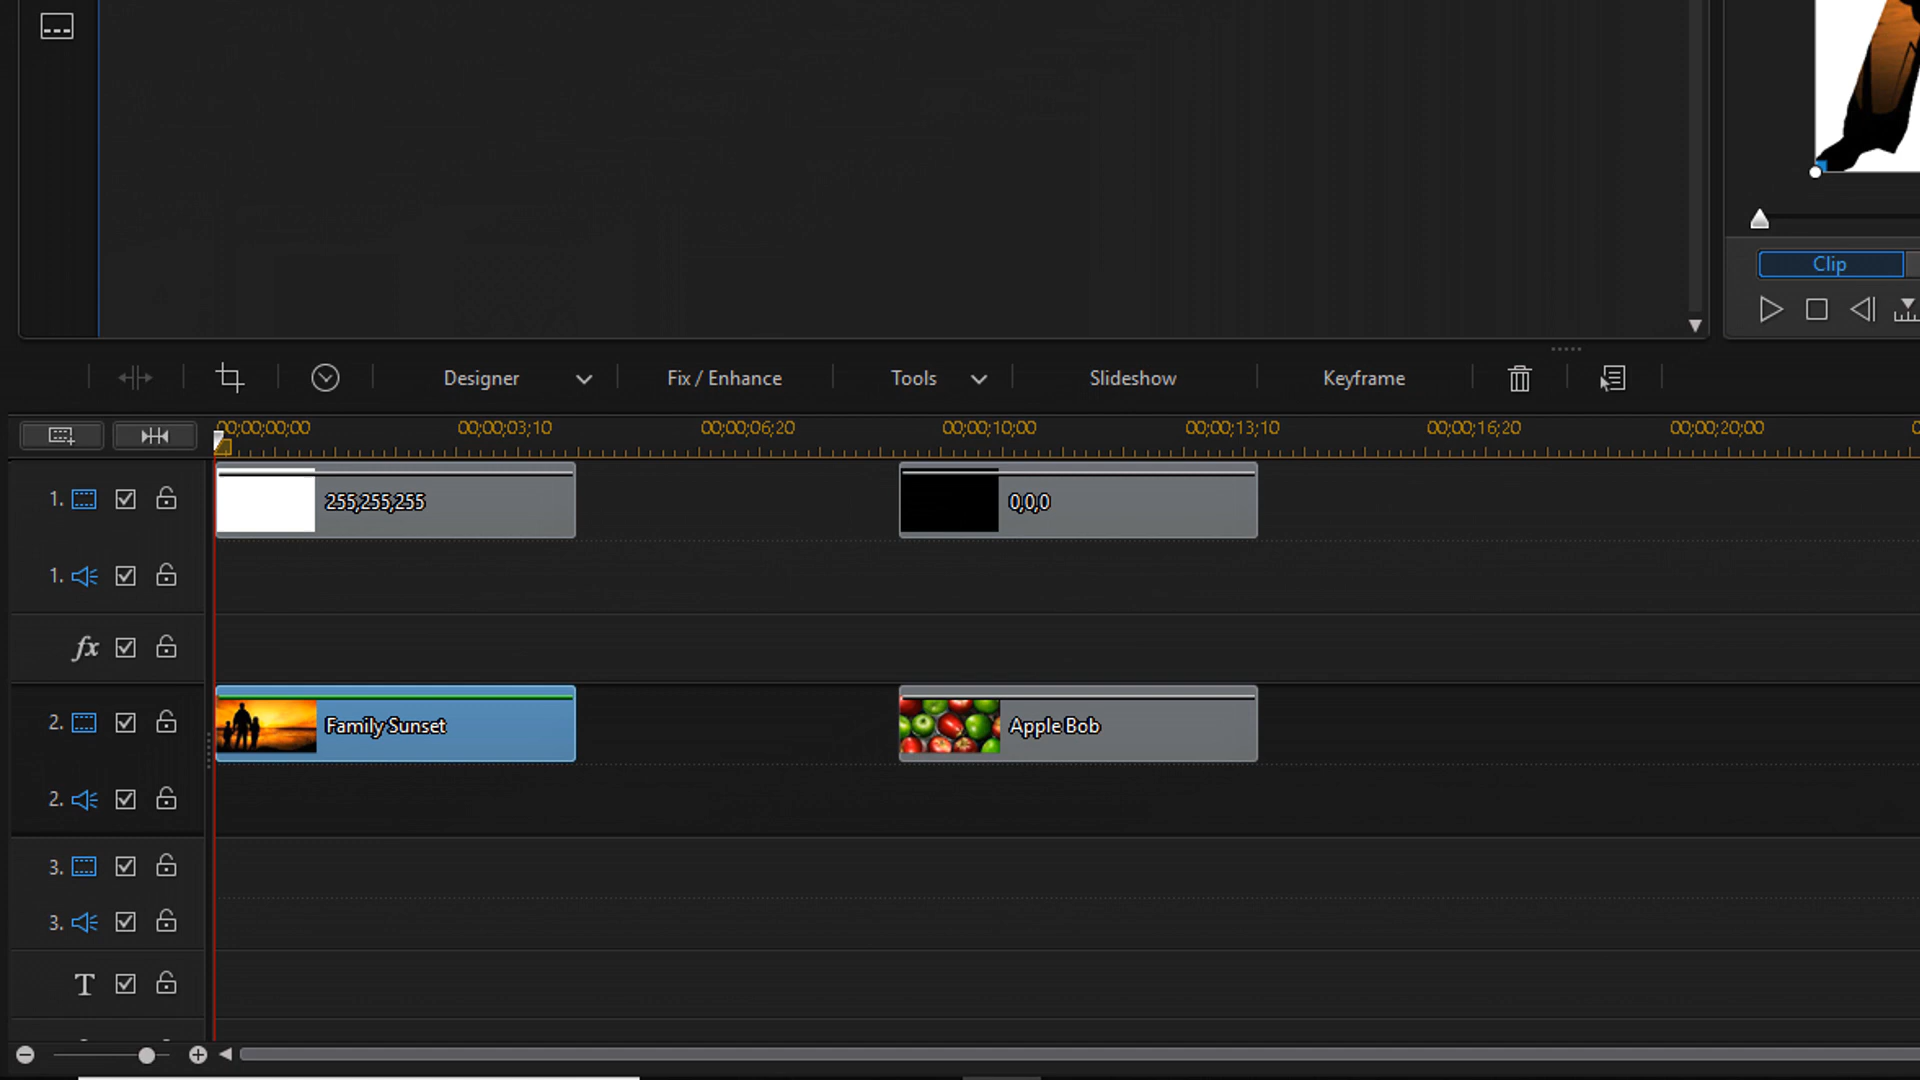 Clip
Designer Fix / Enhance Tools Slideshow Keyframe
00;00;00;00 00;00;03;10 00;00;06;20 00;00;10;00 00;00;13;10 00;00;16;20 00;00;20;00
1. 255,255,255 0,0,0
1.
fx
2. Family Sunset Apple Bob
2.
3.
3.
T